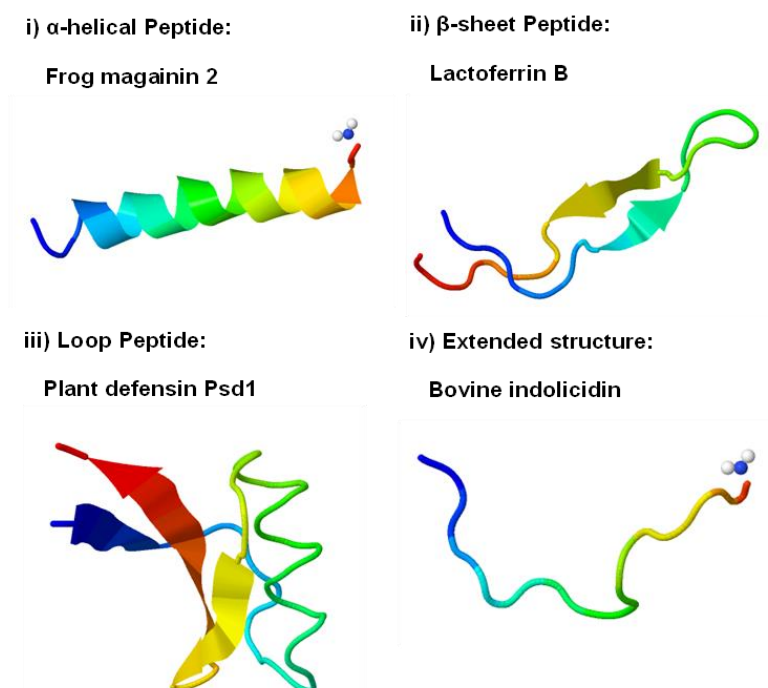 i) α-helical Peptide:
Frog magainin 2
ii) β-sheet Peptide:
Lactoferrin B
iii) Loop Peptide:
Plant defensin Psd1
iv) Extended structure:
Bovine indolicidin